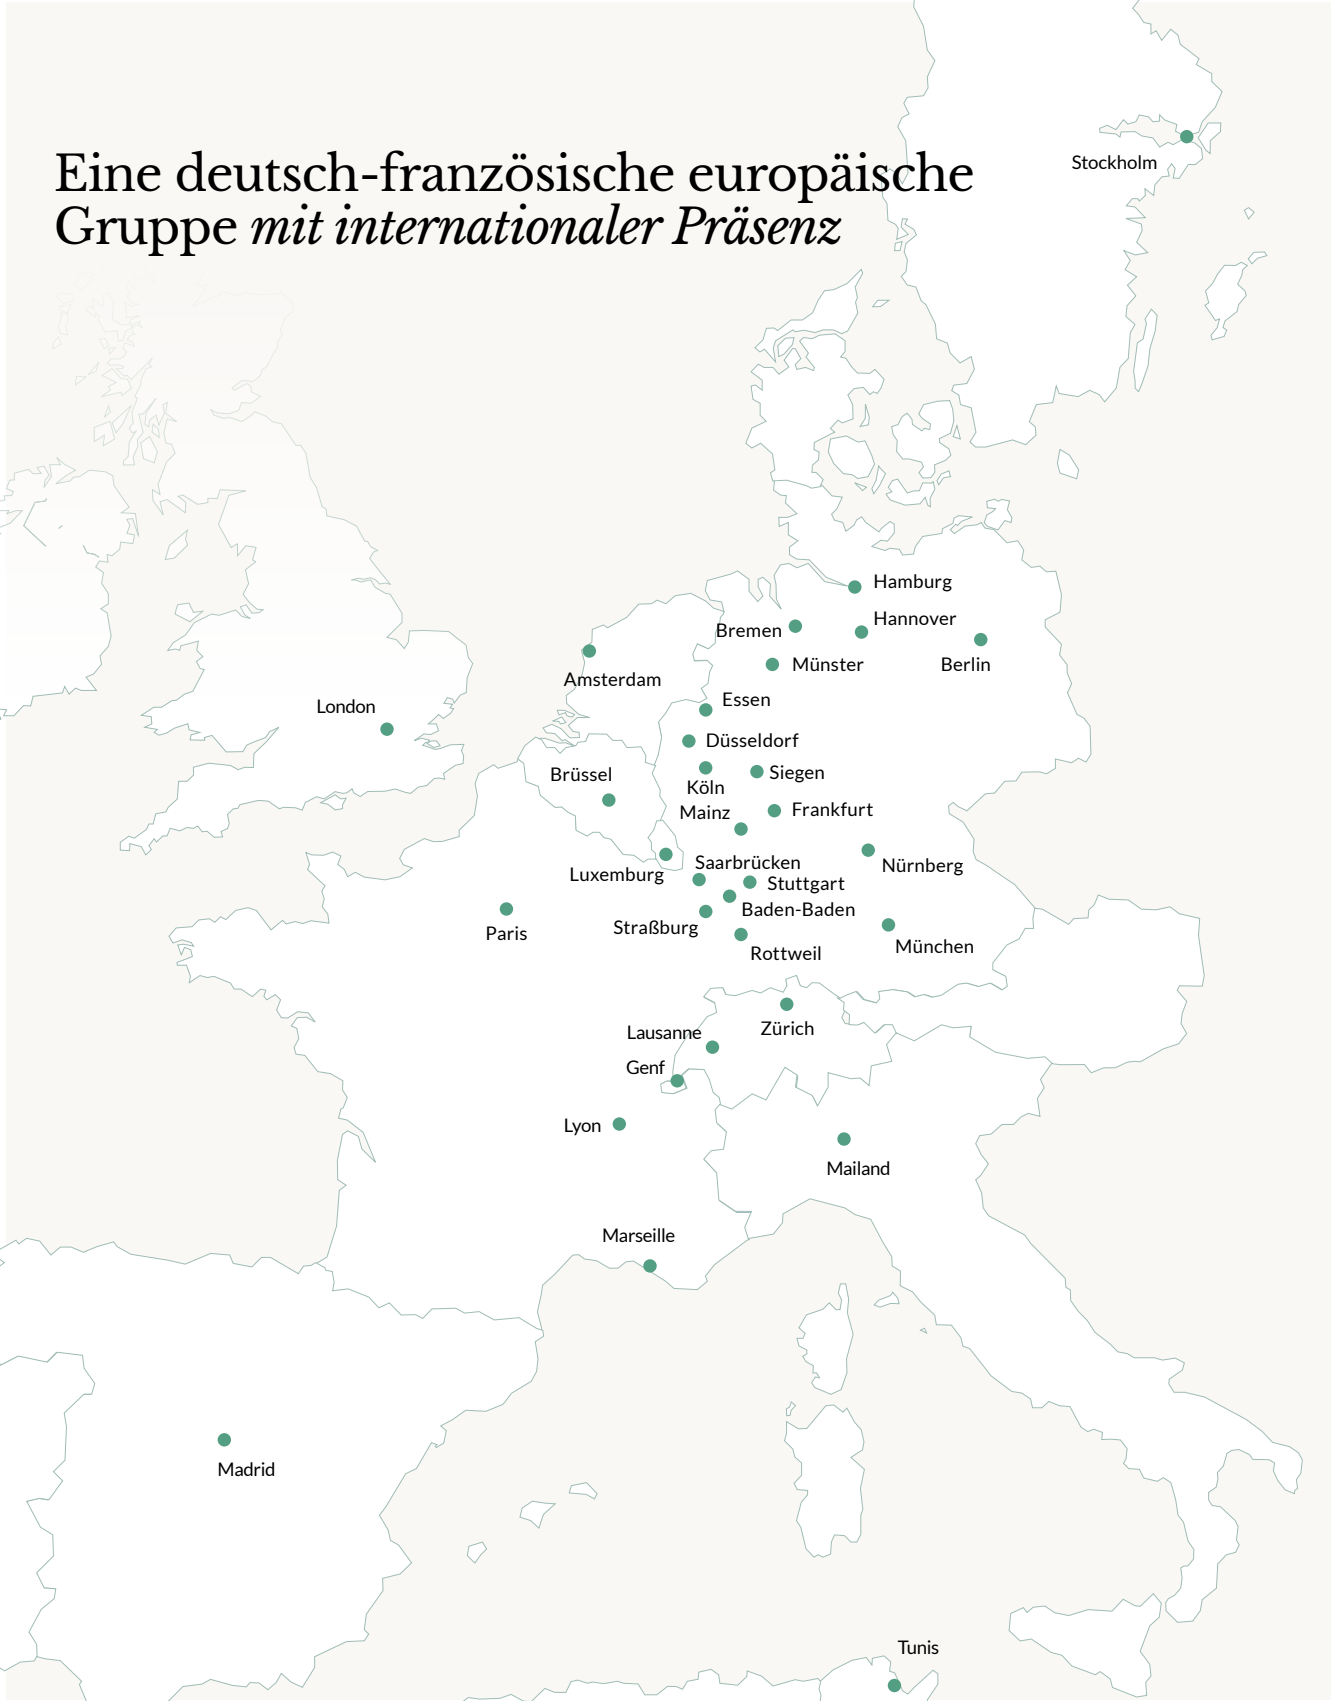 Eine deutsch-französische europäische
Gruppe mit internationaler Präsenz
Stockholm
Hamburg
Hannover
Bremen
Berlin
Münster
Amsterdam
Essen
London
Düsseldorf
Brüssel
Siegen
Köln
Mainz
Frankfurt
Saarbrücken
Nürnberg
Luxemburg
Stuttgart
Baden-Baden
Straßburg
Paris
München
Rottweil
Zürich
Lausanne
Genf
Lyon
Mailand
Marseille
Madrid
Tunis